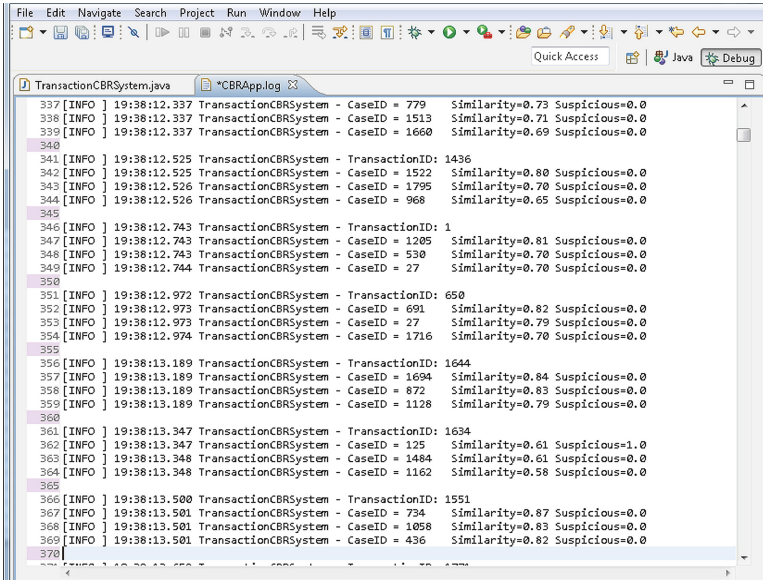 File Edit Navigate Search Project Run Window Help
Quick Access Java Debug
TransactionCBRSystem.java *CBRApp.log
337 [INFO ] 19:38:12.337 TransactionCBRSystem - CaseID = 779 Similarity=0.73 Suspicious=0.0
338 [INFO ] 19:38:12.337 TransactionCBRSystem - CaseID = 1513 Similarity=0.71 Suspicious=0.0
339 [INFO ] 19:38:12.337 TransactionCBRSystem - CaseID = 1660 Similarity=0.69 Suspicious=0.0
340
341 [INFO ] 19:38:12.525 TransactionCBRSystem - TransactionID: 1436
342 [INFO ] 19:38:12.525 TransactionCBRSystem - CaseID = 1522 Similarity=0.80 Suspicious=0.0
343 [INFO ] 19:38:12.526 TransactionCBRSystem - CaseID = 1795 Similarity=0.70 Suspicious=0.0
344 [INFO ] 19:38:12.526 TransactionCBRSystem - CaseID = 968 Similarity=0.65 Suspicious=0.0
345
346 [INFO ] 19:38:12.743 TransactionCBRSystem - TransactionID: 1
347 [INFO ] 19:38:12.743 TransactionCBRSystem - CaseID = 1205 Similarity=0.81 Suspicious=0.0
348 [INFO ] 19:38:12.743 TransactionCBRSystem - CaseID = 530 Similarity=0.70 Suspicious=0.0
349 [INFO ] 19:38:12.744 TransactionCBRSystem - CaseID = 27 Similarity=0.70 Suspicious=0.0
350
351 [INFO ] 19:38:12.972 TransactionCBRSystem - TransactionID: 650
352 [INFO ] 19:38:12.973 TransactionCBRSystem - CaseID = 691 Similarity=0.82 Suspicious=0.0
353 [INFO ] 19:38:12.973 TransactionCBRSystem - CaseID = 27 Similarity=0.79 Suspicious=0.0
354 [INFO ] 19:38:12.974 TransactionCBRSystem - CaseID = 1716 Similarity=0.70 Suspicious=0.0
355
356 [INFO ] 19:38:13.189 TransactionCBRSystem - TransactionID: 1644
357 [INFO ] 19:38:13.189 TransactionCBRSystem - CaseID = 1694 Similarity=0.84 Suspicious=0.0
358 [INFO ] 19:38:13.189 TransactionCBRSystem - CaseID = 872 Similarity=0.83 Suspicious=0.0
359 [INFO ] 19:38:13.189 TransactionCBRSystem - CaseID = 1128 Similarity=0.79 Suspicious=0.0
360
361 [INFO ] 19:38:13.347 TransactionCBRSystem - TransactionID: 1634
362 [INFO ] 19:38:13.347 TransactionCBRSystem - CaseID = 125 Similarity=0.61 Suspicious=1.0
363 [INFO ] 19:38:13.348 TransactionCBRSystem - CaseID = 1484 Similarity=0.61 Suspicious=0.0
364 [INFO ] 19:38:13.348 TransactionCBRSystem - CaseID = 1162 Similarity=0.58 Suspicious=0.0
365
366 [INFO ] 19:38:13.500 TransactionCBRSystem - TransactionID: 1551
367 [INFO ] 19:38:13.501 TransactionCBRSystem - CaseID = 734 Similarity=0.87 Suspicious=0.0
368 [INFO ] 19:38:13.501 TransactionCBRSystem - CaseID = 1058 Similarity=0.83 Suspicious=0.0
369 [INFO ] 19:38:13.501 TransactionCBRSystem - CaseID = 436 Similarity=0.82 Suspicious=0.0
370